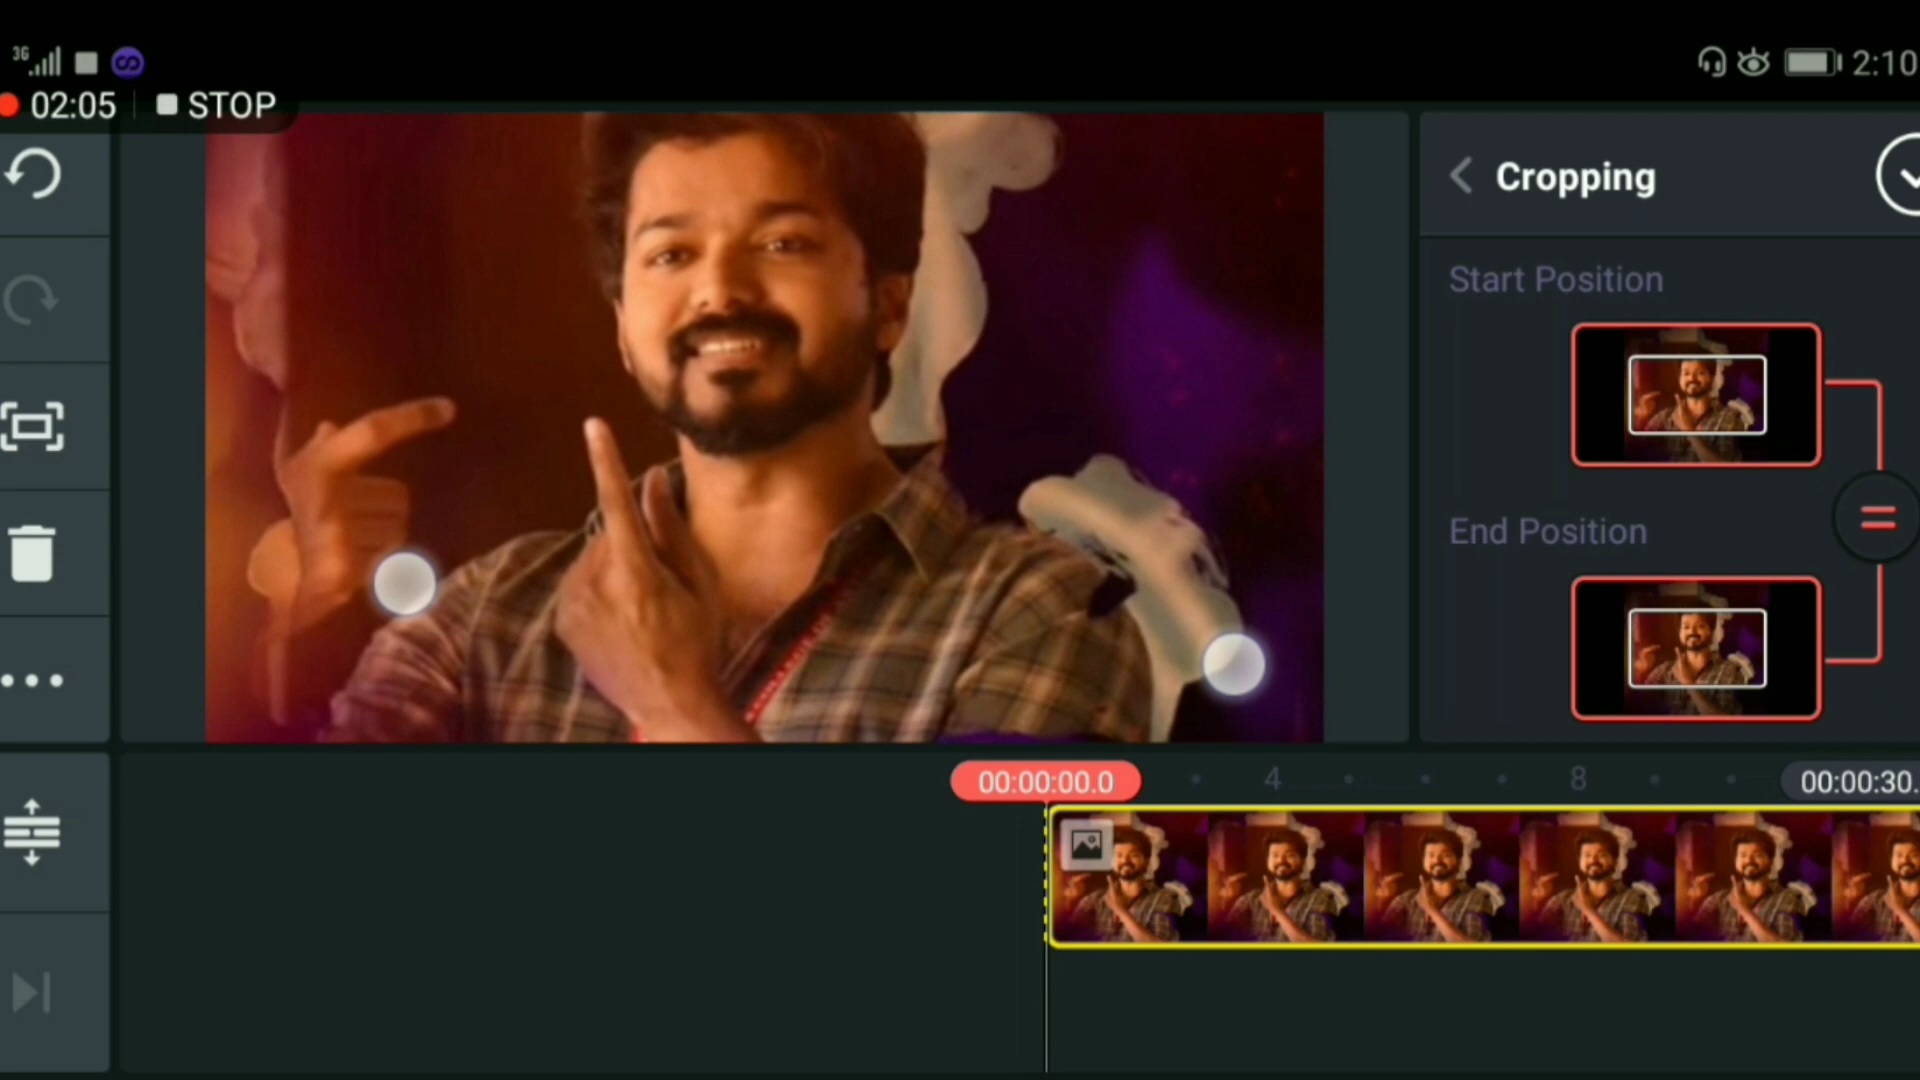 3G
2:10
02:05 STOP
Cropping
Start Position
End Position
00:00:00.0 4 8 00:00:30.